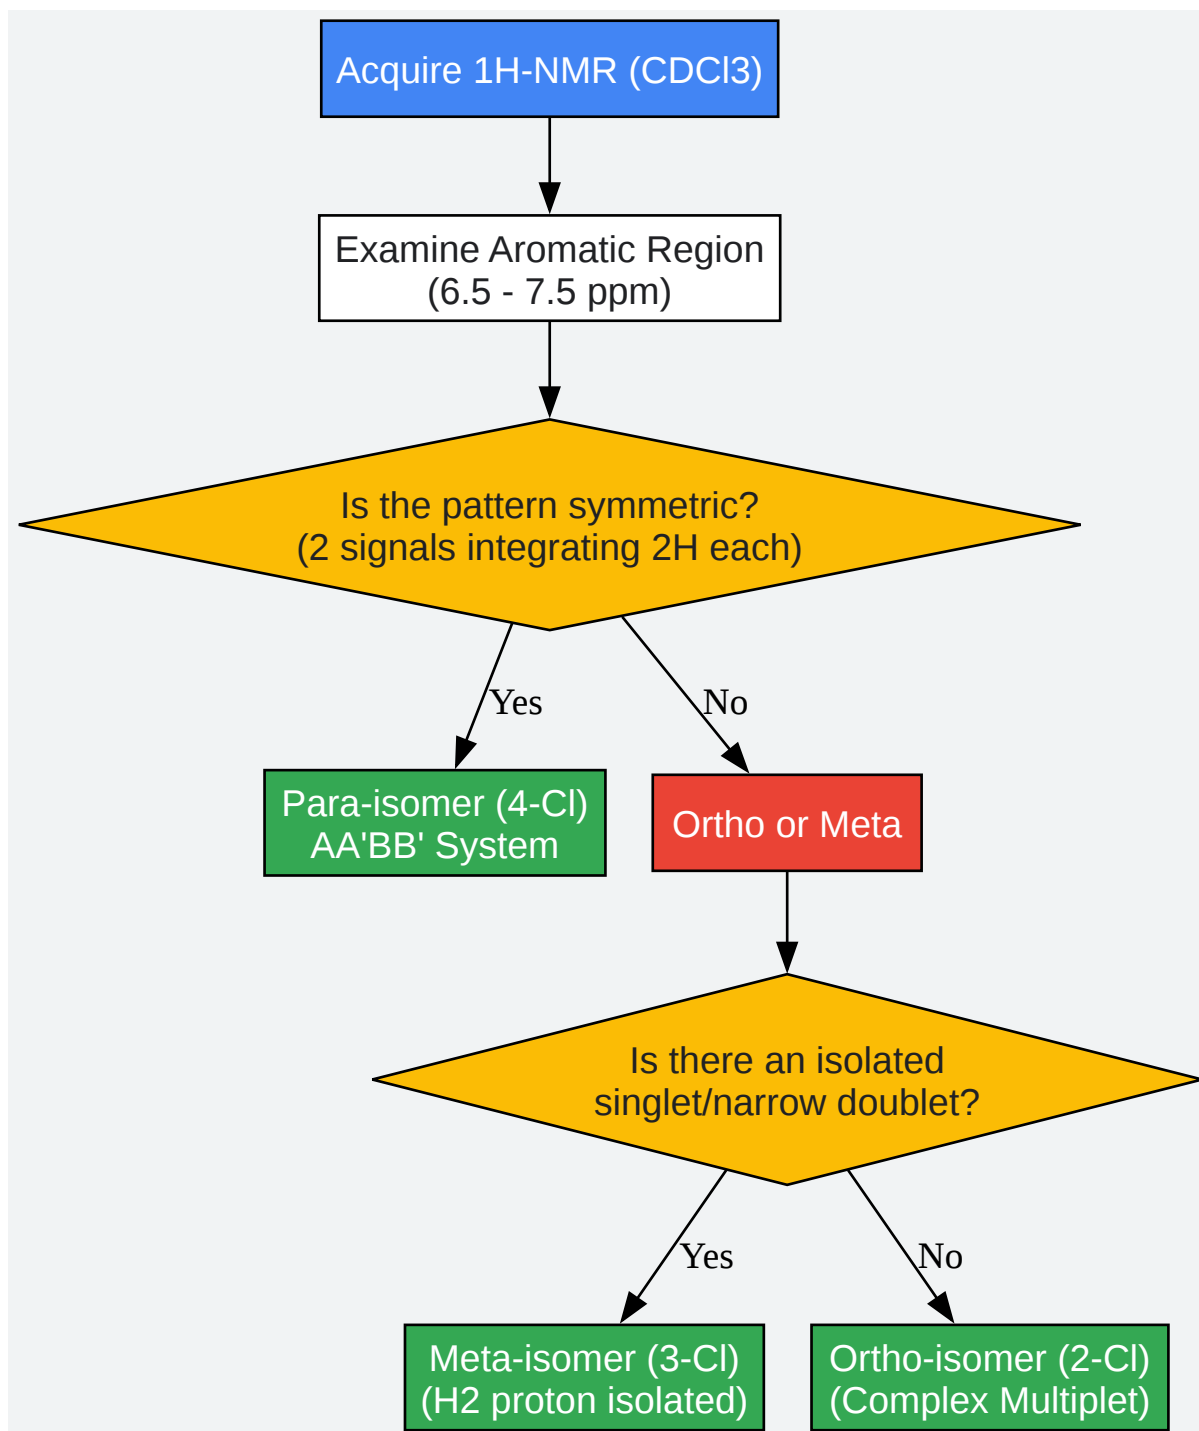 Acquire 1H-NMR (CDCl3)
Examine Aromatic Region
(6.5 - 7.5 ppm)
Is the pattern symmetric?
(2 signals integrating 2H each)
Yes
No
Para-isomer (4-Cl)
AA'BB' System
Ortho or Meta
Is there an isolated
singlet/narrow doublet?
Yes
No
Meta-isomer (3-Cl)
(H2 proton isolated)
Ortho-isomer (2-Cl)
(Complex Multiplet)